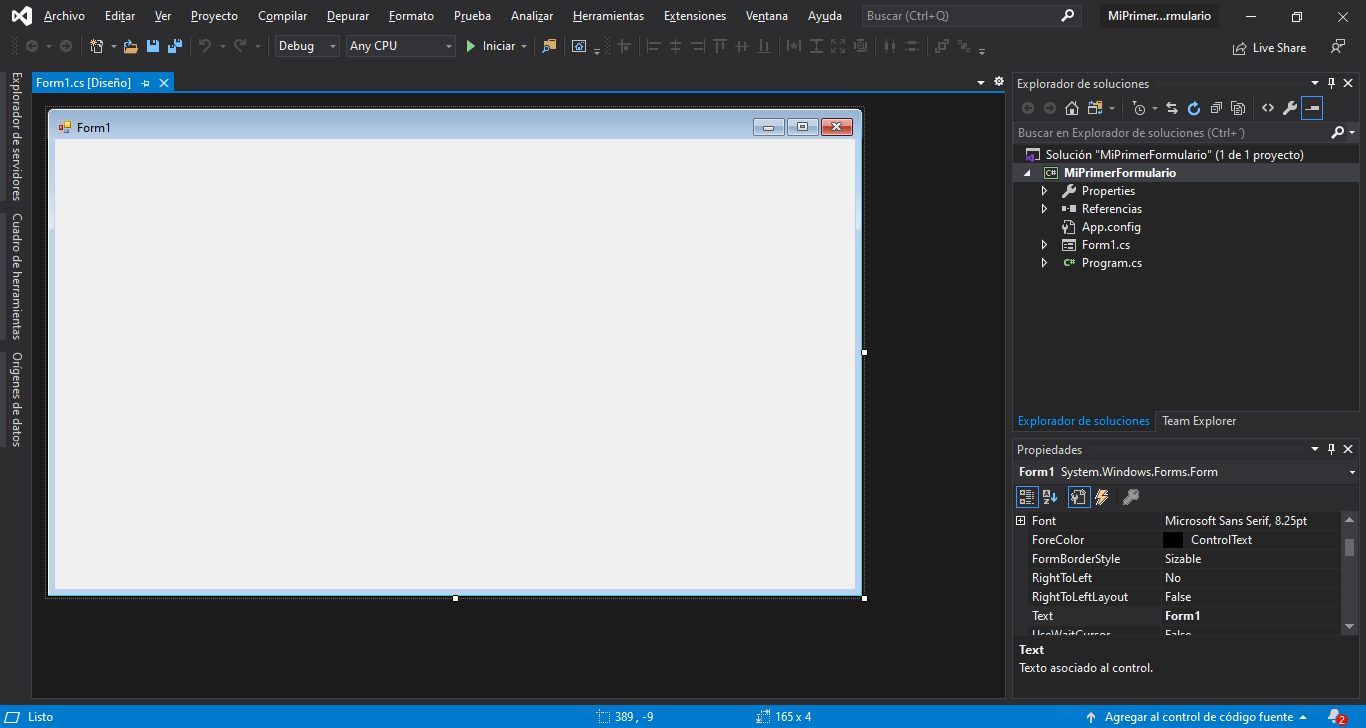 Archivo Editar Ver Proyecto Compilar Depurar Formato Prueba Analizar Herramientas Extensiones Ventana Ayuda Buscar (Ctrl+Q) MiPrimer...rmulario
Debug Any CPU Iniciar Live Share
Explorador de servidores
Cuadro de herramientas
Orígenes de datos
Form1.cs [Diseño]
Form1
Explorador de soluciones
Buscar en Explorador de soluciones (Ctrl+´)
Solución "MiPrimerFormulario" (1 de 1 proyecto)
C# MiPrimerFormulario
Properties
Referencias
App.config
Form1.cs
C# Program.cs
Explorador de soluciones Team Explorer
Propiedades
Form1 System.Windows.Forms.Form
Font Microsoft Sans Serif, 8.25pt
ForeColor ControlText
FormBorderStyle Sizable
RightToLeft No
RightToLeftLayout False
Text Form1
UseWaitCursor False
Text
Texto asociado al control.
Listo 389 , -9 165 x 4 Agregar al control de código fuente 2